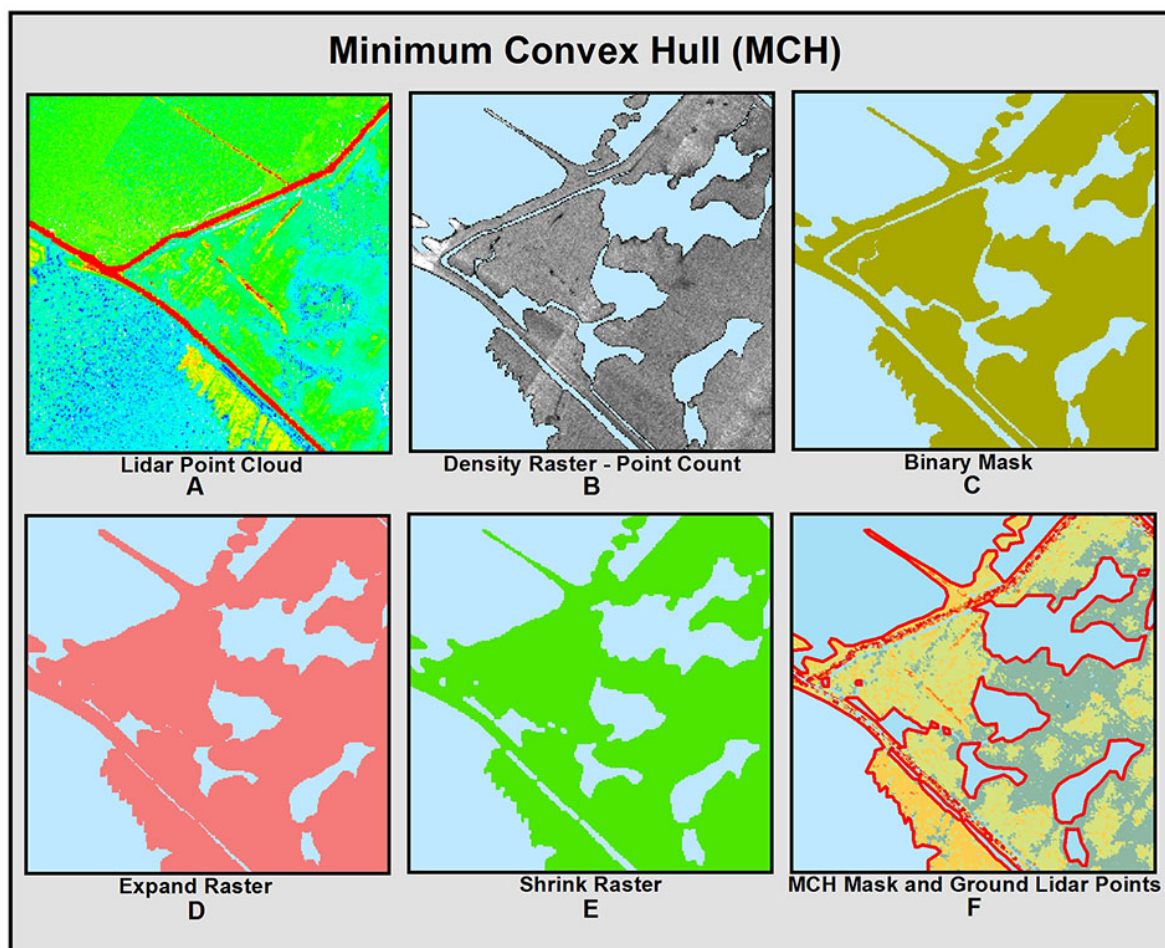 Minimum Convex Hull (MCH)
Lidar Point Cloud
A
Density Raster - Point Count
B
Binary Mask
C
Expand Raster
D
Shrink Raster
E
MCH Mask and Ground Lidar Points
F